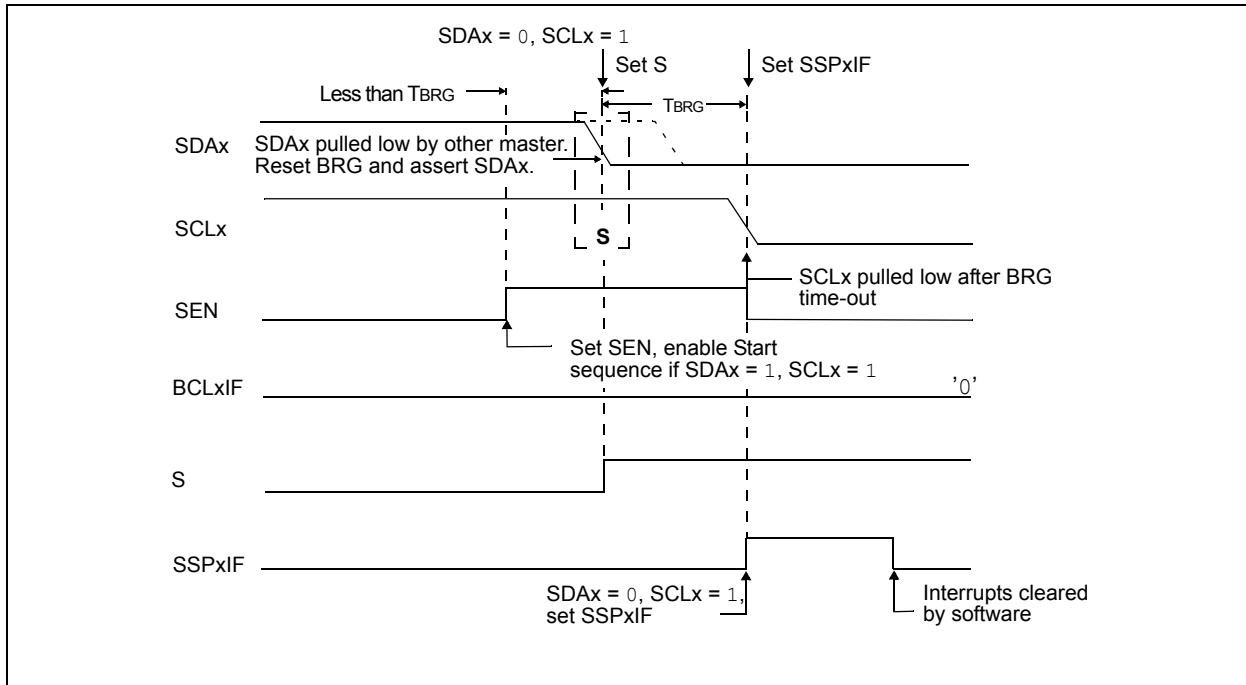 SDAx = 0, SCLx = 1
Set S
Set SSPxIF
Less than TBRG
TBRG
SDAx
SDAx pulled low by other master.
Reset BRG and assert SDAx.
SCLx
S
SCLx pulled low after BRG
time-out
SEN
Set SEN, enable Start
sequence if SDAx = 1, SCLx = 1
BCLxIF
'0'
S
SSPxIF
SDAx = 0, SCLx = 1,
set SSPxIF
Interrupts cleared
by software